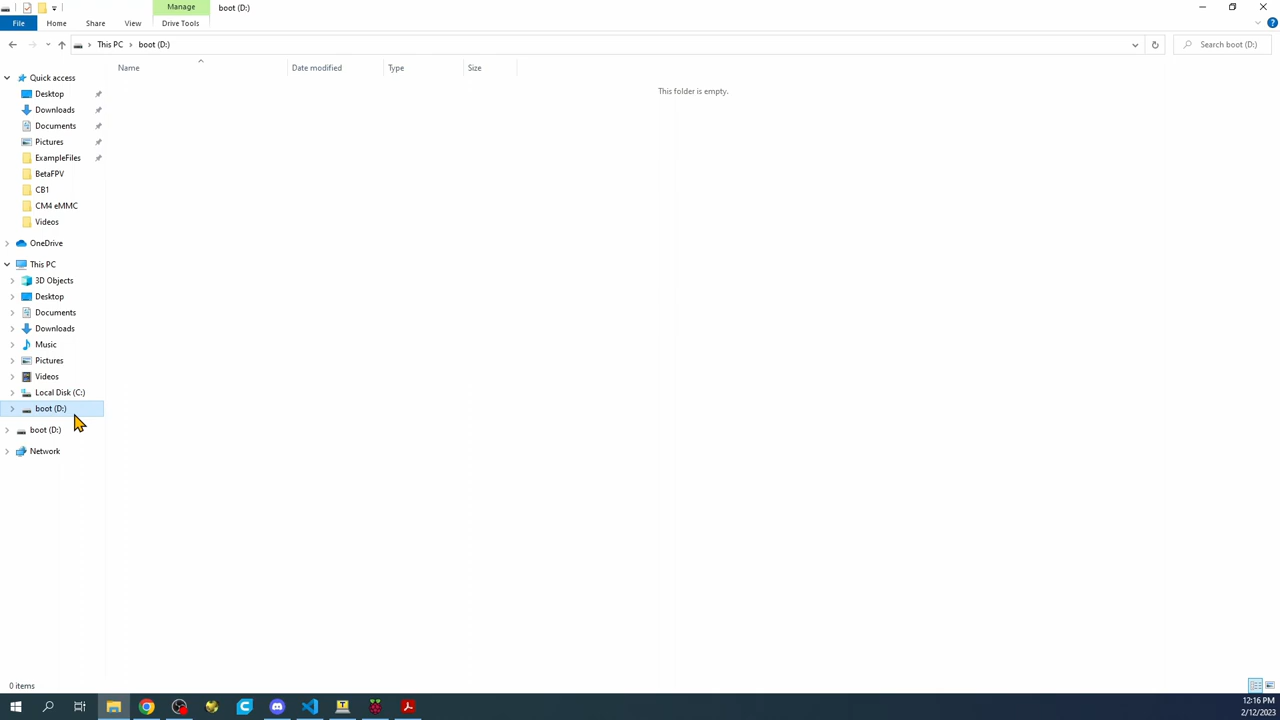 Manage
boot (D:)
File
Home
Share
View
Drive Tools
This PC
boot (D:)
Search boot (D:)
Name
Date modified
Type
Size
This folder is empty.
Quick access
Desktop
Downloads
Documents
Pictures
ExampleFiles
BetaFPV
CB1
CM4 eMMC
Videos
OneDrive
This PC
3D Objects
Desktop
Documents
Downloads
Music
Pictures
Videos
Local Disk (C:)
boot (D:)
boot (D:)
Network
0 items
12:16 PM
2/12/2023